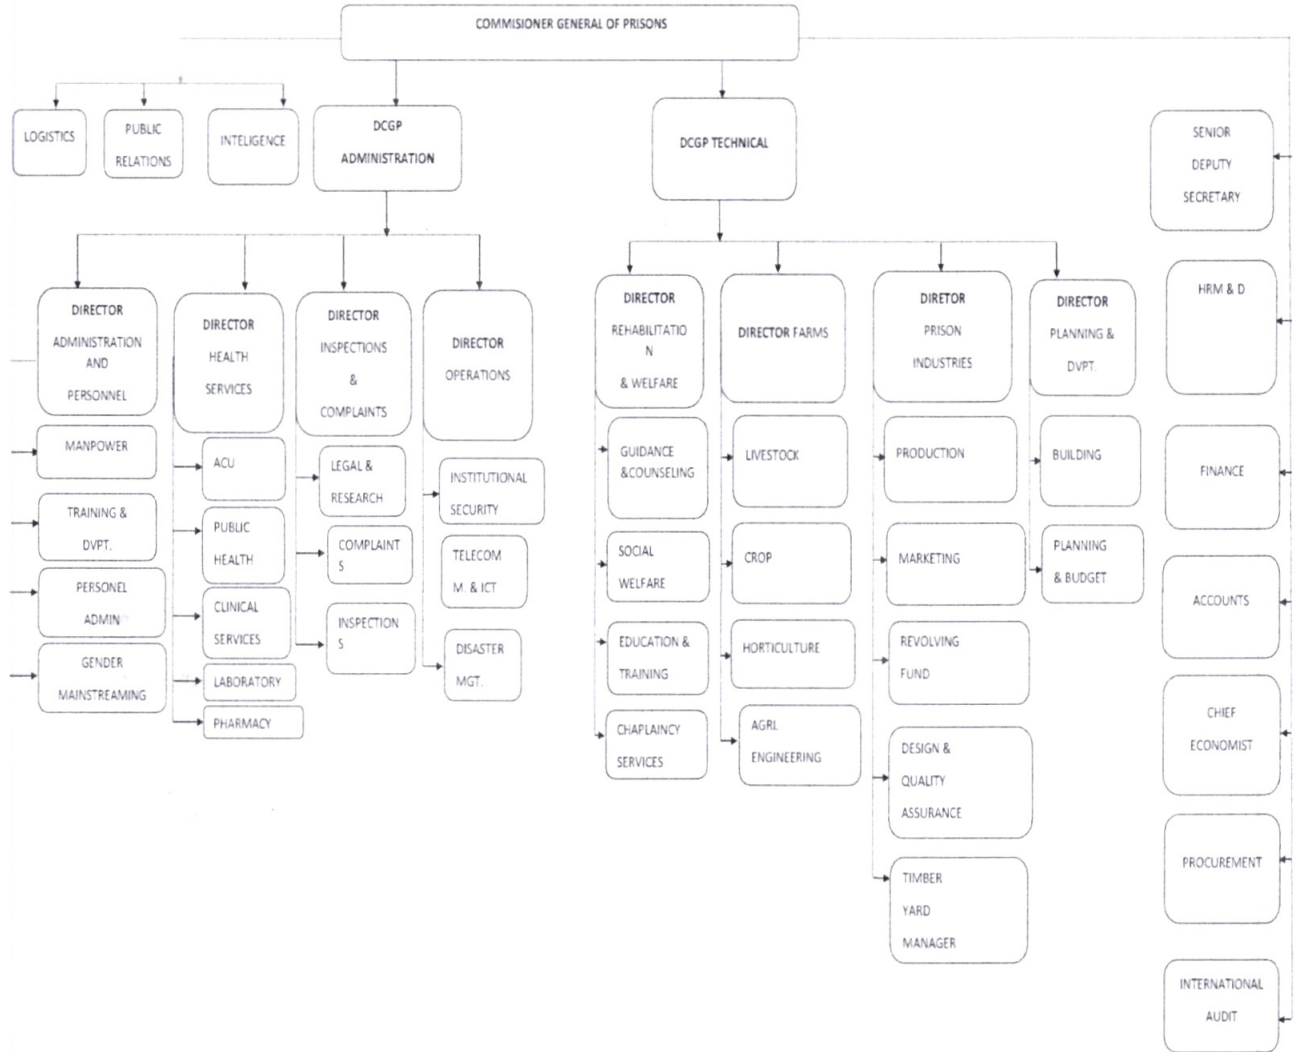 COMMISIONER GENERAL OF PRISONS
LOGISTICS
PUBLIC
RELATIONS
INTELIGENCE
DCGP
ADMINISTRATION
DCGP TECHNICAL
SENIOR
DEPUTY
SECRETARY
DIRECTOR
ADMINISTRATION
AND
PERSONNEL
MANPOWER
TRAINING &
DVPT.
PERSONEL
ADMIN
GENDER
MAINSTREAMING
DIRECTOR
HEALTH
SERVICES
ACU
PUBLIC
HEALTH
CLINICAL
SERVICES
LABORATORY
PHARMACY
DIRECTOR
INSPECTIONS
&
COMPLAINTS
LEGAL &
RESEARCH
COMPLAINT
S
INSPECTION
S
DIRECTOR
OPERATIONS
INSTITUTIONAL
SECURITY
TELECOM
M. & ICT
DISASTER
MGT.
DIRECTOR
REHABILITATIO
N
& WELFARE
GUIDANCE
&COUNSELING
SOCIAL
WELFARE
EDUCATION &
TRAINING
CHAPLAINCY
SERVICES
DIRECTOR FARMS
LIVESTOCK
CROP
HORTICULTURE
AGRI.
ENGINEERING
DIRETOR
PRISON
INDUSTRIES
PRODUCTION
MARKETING
REVOLVING
FUND
DESIGN &
QUALITY
ASSURANCE
TIMBER
YARD
MANAGER
DIRECTOR
PLANNING &
DVPT.
BUILDING
PLANNING
& BUDGET
HRM & D
FINANCE
ACCOUNTS
CHIEF
ECONOMIST
PROCUREMENT
INTERNATIONAL
AUDIT